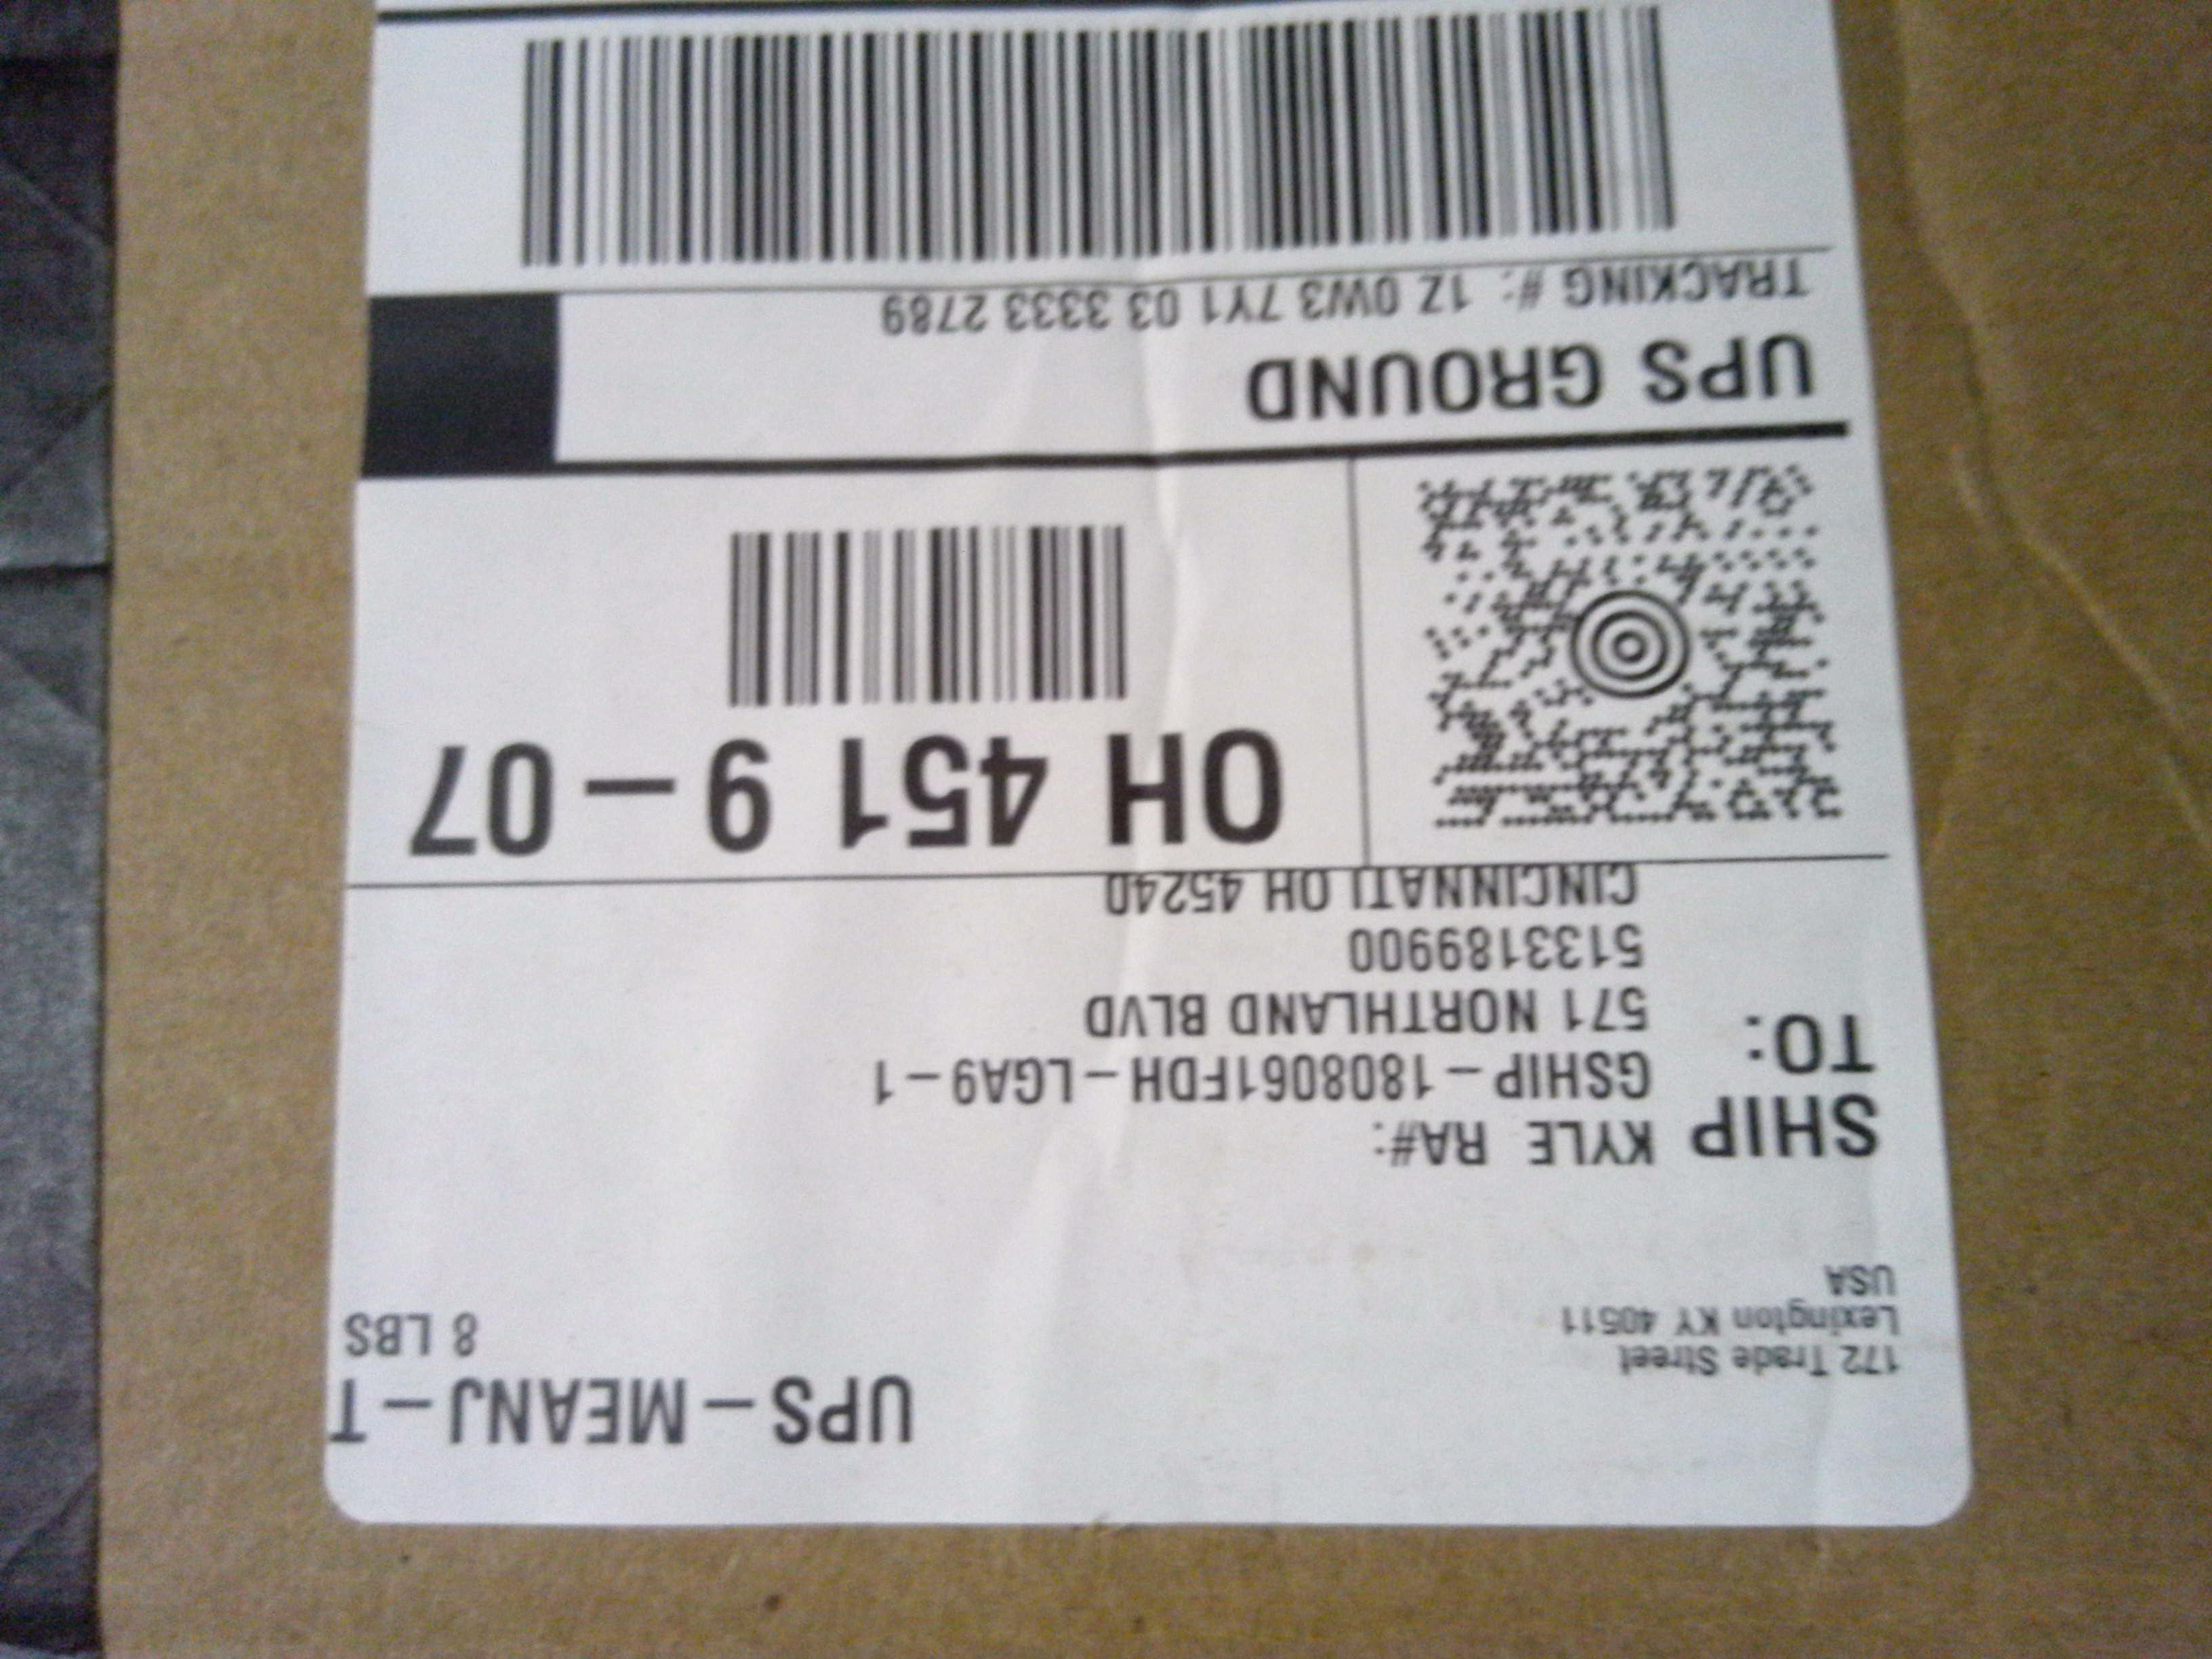 UPS - MEANJ - T
8 LBS
172 Trade Street
Lexington KY 40511
USA
SHIP TO:
KYLE RA#:
GSHIP - 1808061FDH - LGA9 - 1
571 NORTHLAND BLVD
5133189900
CINCINNATI OH 45240
OH 451 9 - 07
UPS GROUND
TRACKING #: 1Z 0W3 7Y1 03 3333 2789